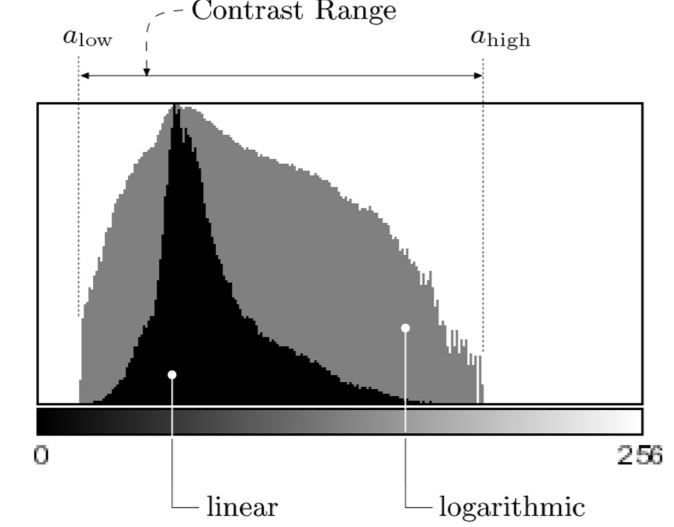 Contrast Range
a_low
a_high
0
256
linear
logarithmic